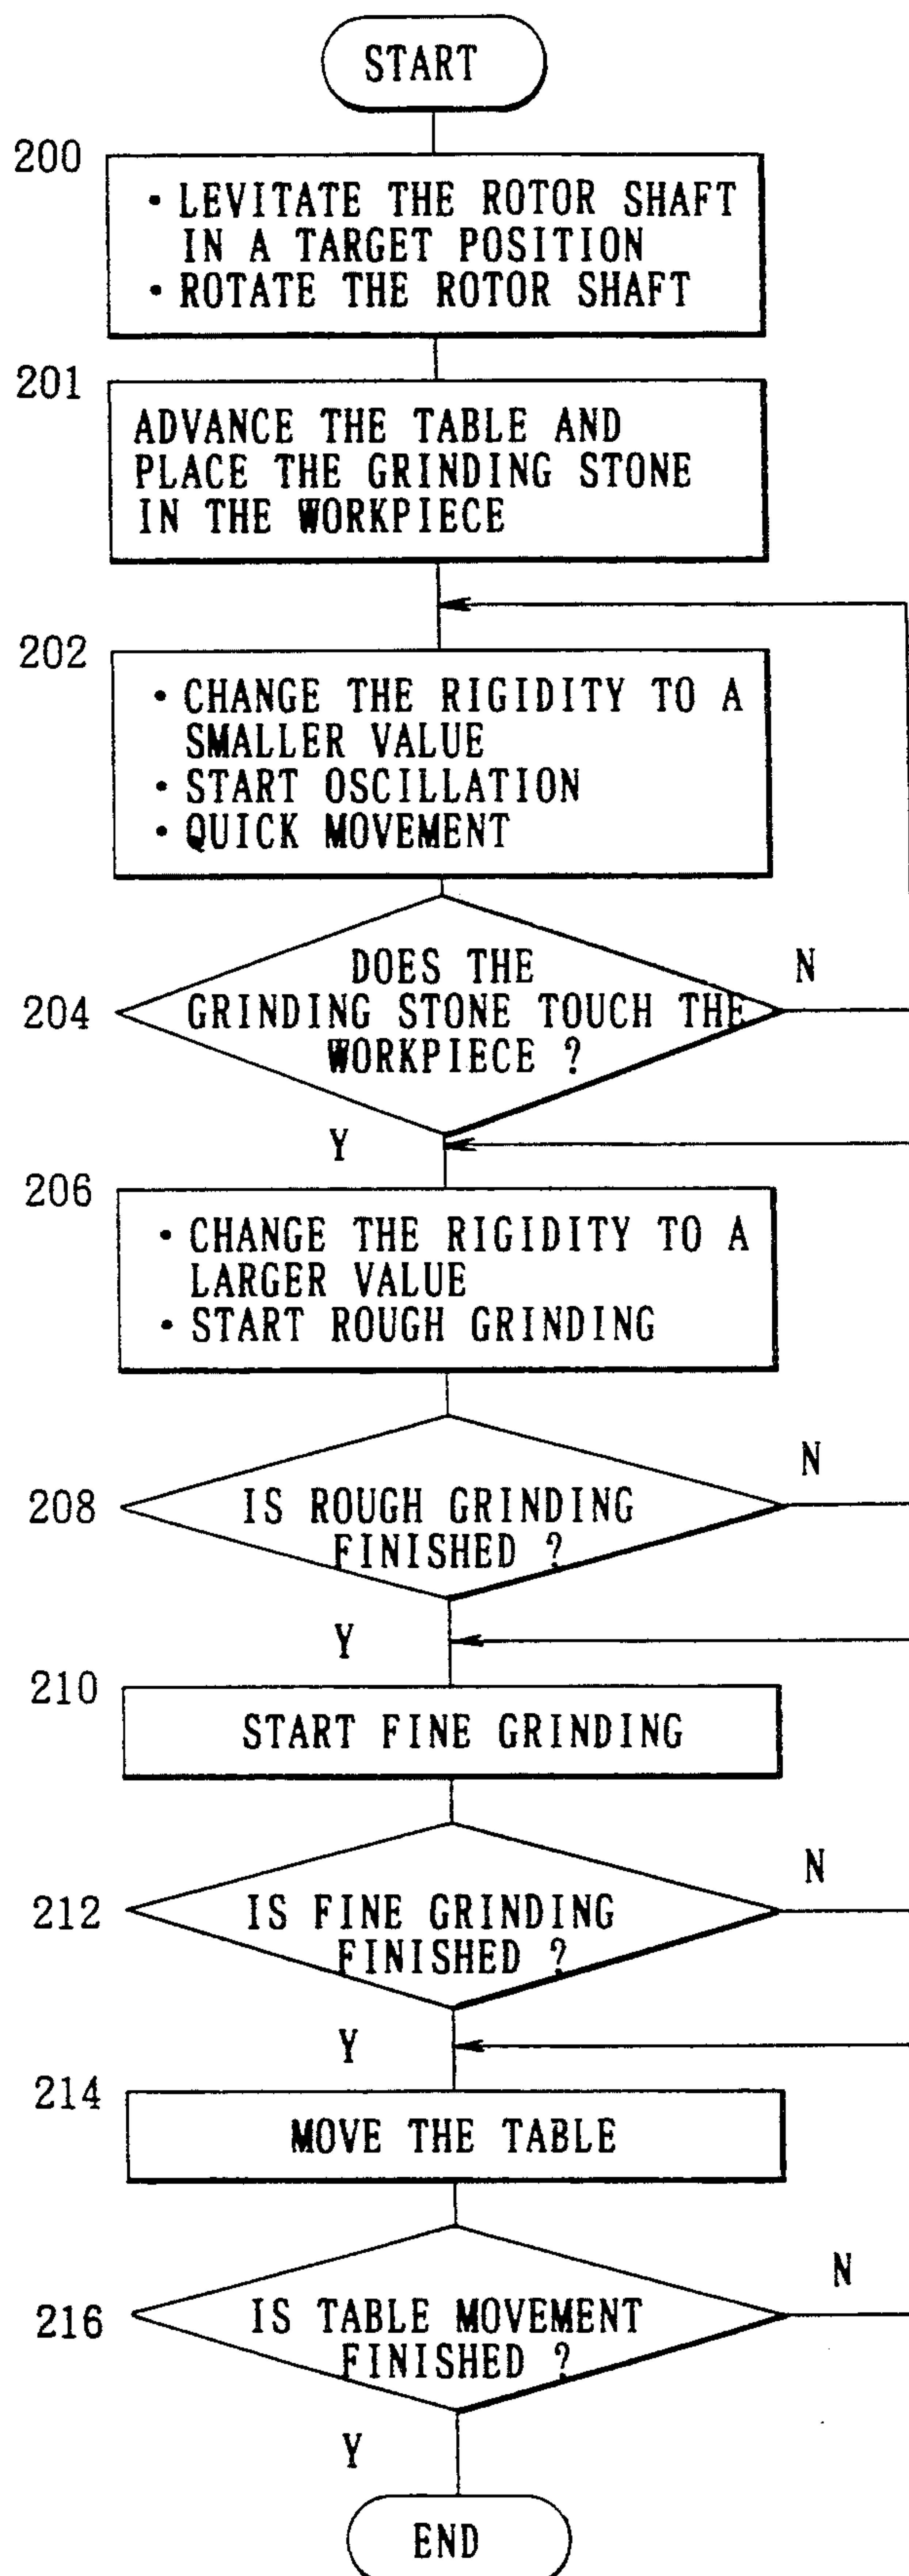 START
200
• LEVITATE THE ROTOR SHAFT
IN A TARGET POSITION
• ROTATE THE ROTOR SHAFT
201
ADVANCE THE TABLE AND
PLACE THE GRINDING STONE
IN THE WORKPIECE
202
• CHANGE THE RIGIDITY TO A
SMALLER VALUE
• START OSCILLATION
• QUICK MOVEMENT
DOES THE
N
204
GRINDING STONE TOUCH THE
WORKPIECE ?
Y
206
• CHANGE THE RIGIDITY TO A
LARGER VALUE
• START ROUGH GRINDING
N
208
IS ROUGH GRINDING
FINISHED ?
Y
210
START FINE GRINDING
N
212
IS FINE GRINDING
FINISHED ?
Y
214
MOVE THE TABLE
N
216
IS TABLE MOVEMENT
FINISHED ?
Y
END